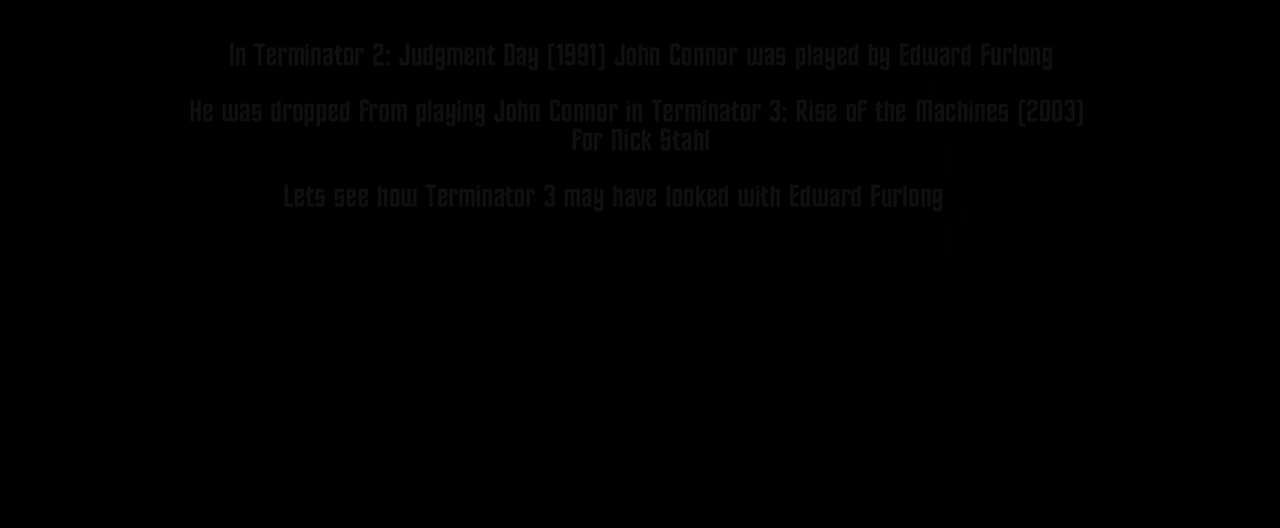 In Terminator 2: Judgment Day (1991) John Connor was played by Edward Furlong
He was dropped from playing John Connor in Terminator 3: Rise of the Machines (2003)
for Nick Stahl
Lets see how Terminator 3 may have looked with Edward Furlong